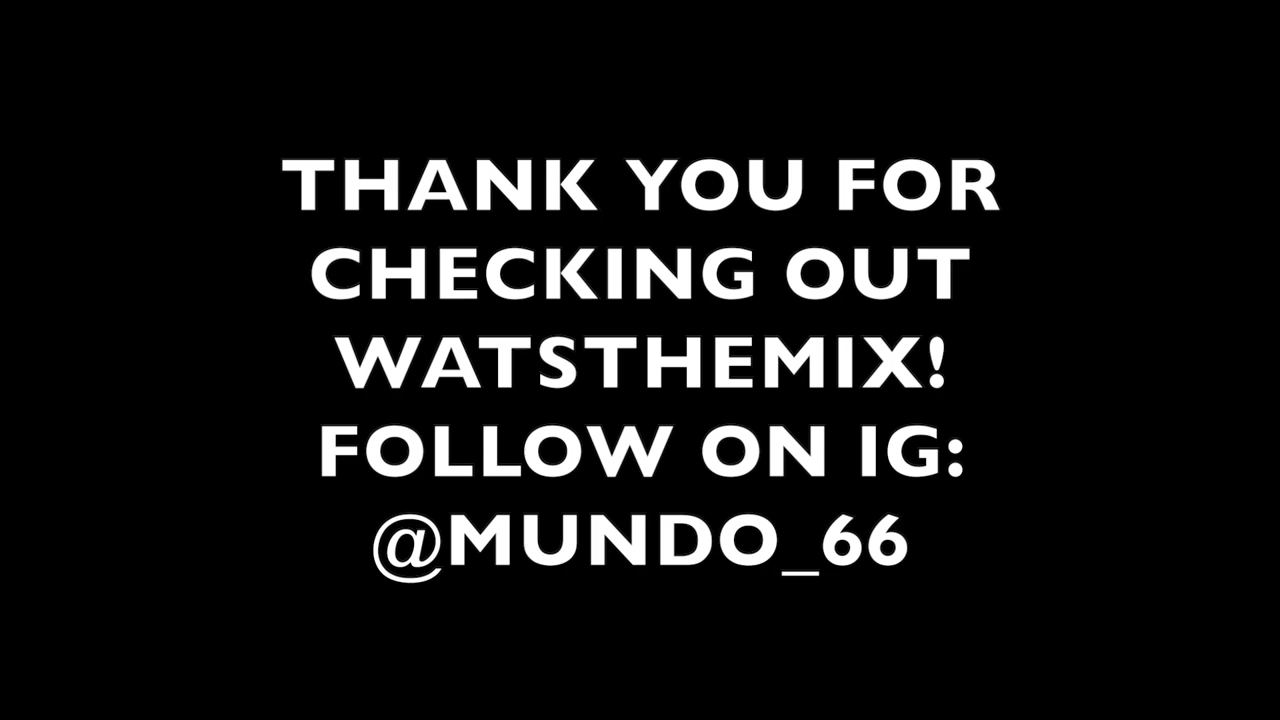 THANK YOU FOR
CHECKING OUT
WATSTHEMIX!
FOLLOW ON IG:
@MUNDO_66